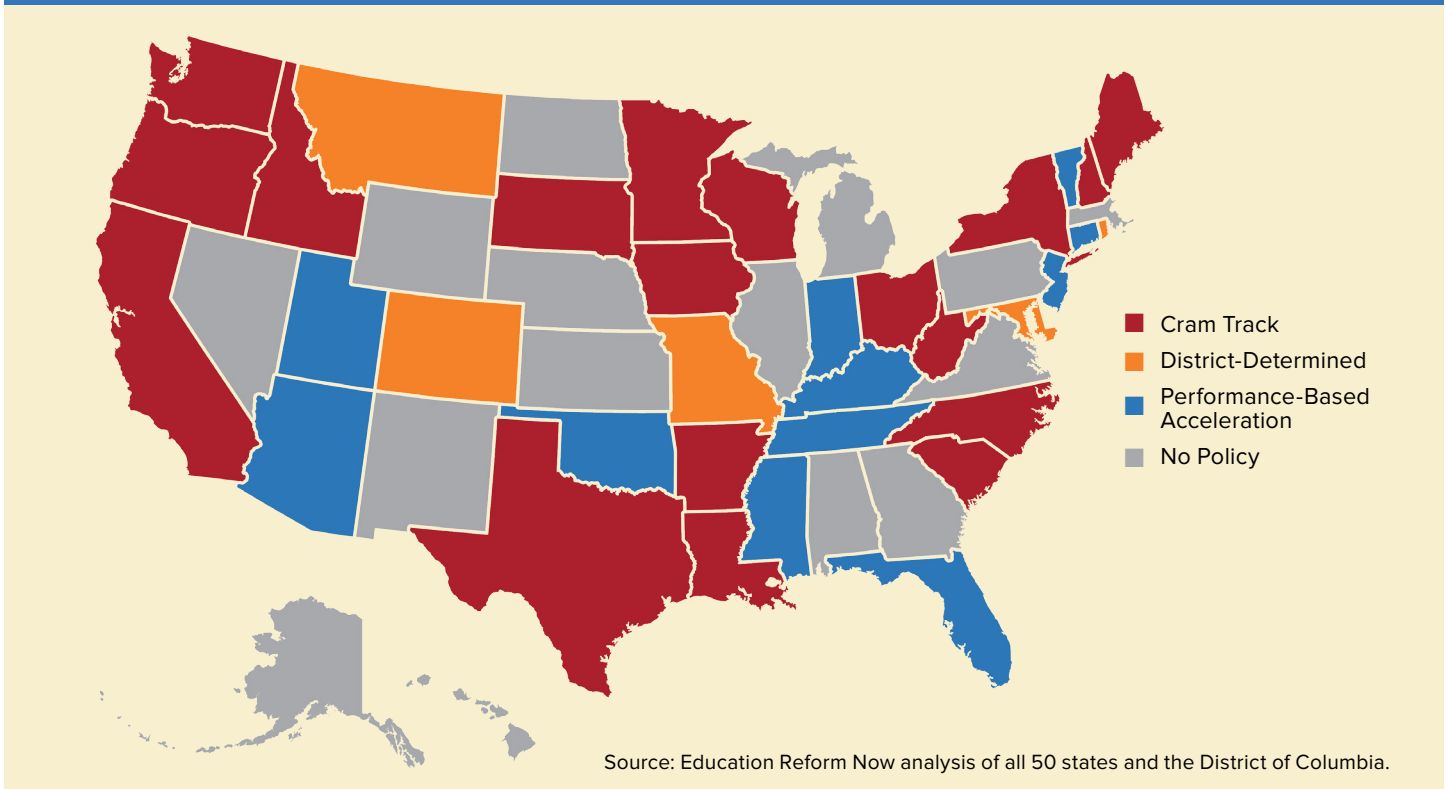 Cram Track
District-Determined
Performance-Based
Acceleration
No Policy
Source: Education Reform Now analysis of all 50 states and the District of Columbia.